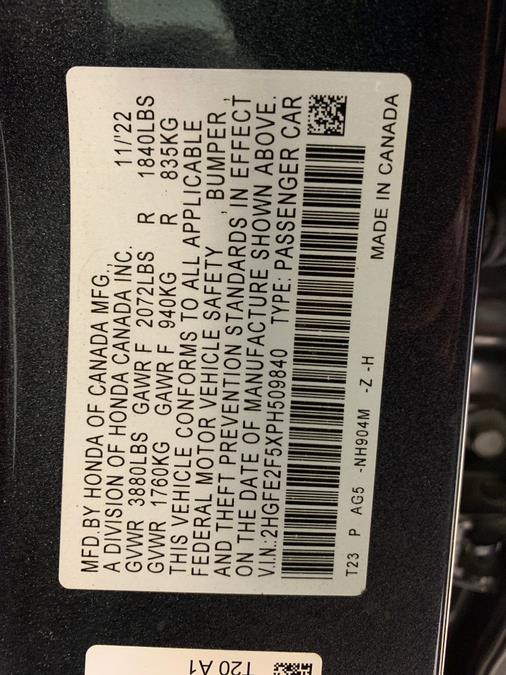 MFD.BY HONDA OF CANADA MFG.,
A DIVISION OF HONDA CANADA INC. 11/'22
GVWR 3880LBS GAWR F 2072LBS R 1840LBS
GVWR 1760KG GAWR F 940KG R 835KG
THIS VEHICLE CONFORMS TO ALL APPLICABLE
FEDERAL MOTOR VEHICLE SAFETY , BUMPER ,
AND THEFT PREVENTION STANDARDS, IN EFFECT
ON THE DATE OF MANUFACTURE SHOWN ABOVE.
V.I.N.:2HGFE2F5XPH509840 TYPE: PASSENGER CAR
T23 P AG5 -NH904M -Z -H MADE IN CANADA
T20 A1